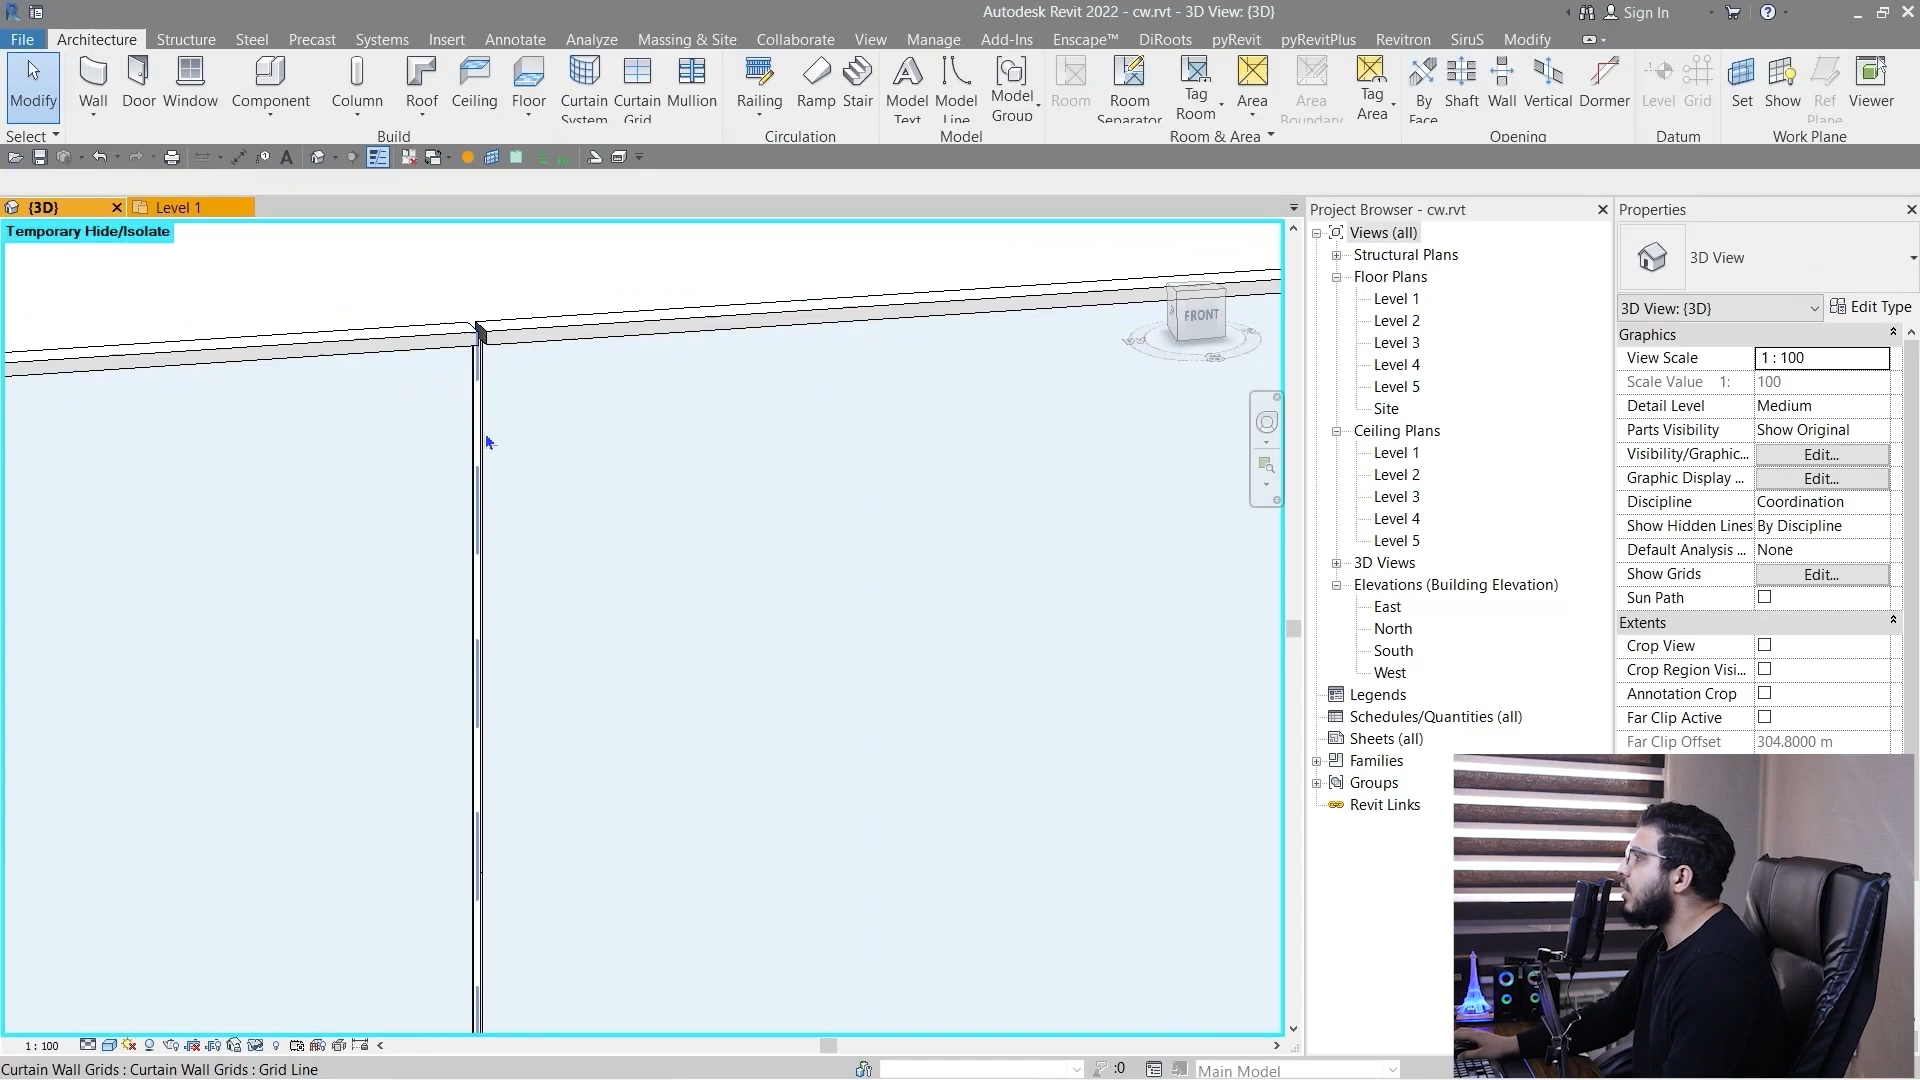 Autodesk Revit 2022 - cw.rvt - 3D View: {3D}
Sign In
File Architecture Structure Steel Precast Systems Insert Annotate Analyze Massing & Site Collaborate View Manage Add-Ins Enscape™ DiRoots pyRevit pyRevitPlus Revitron SiruS Modify
Modify Wall Door Window Component Column Roof Ceiling Floor Curtain System Curtain Grid Mullion Railing Ramp Stair Model Text Model Line Model Group Room Room Separator Tag Room Area Area Boundary Tag Area By Face Shaft Wall Vertical Dormer Level Grid Set Show Ref Plane Viewer
Select Build Circulation Model Room & Area Opening Datum Work Plane
{3D} Level 1
Temporary Hide/Isolate
FRONT
Project Browser - cw.rvt
Views (all)
Structural Plans
Floor Plans
Level 1
Level 2
Level 3
Level 4
Level 5
Site
Ceiling Plans
Level 1
Level 2
Level 3
Level 4
Level 5
3D Views
Elevations (Building Elevation)
East
North
South
West
Legends
Schedules/Quantities (all)
Sheets (all)
Families
Groups
Revit Links
Properties
3D View
3D View: {3D} Edit Type
Graphics
View Scale 1 : 100
Scale Value 1: 100
Detail Level Medium
Parts Visibility Show Original
Visibility/Graphic... Edit...
Graphic Display ... Edit...
Discipline Coordination
Show Hidden Lines By Discipline
Default Analysis ... None
Show Grids Edit...
Sun Path
Extents
Crop View
Crop Region Visi...
Annotation Crop
Far Clip Active
Far Clip Offset 304.8000 m
1 : 100
Curtain Wall Grids : Curtain Wall Grids : Grid Line
:0
Main Model